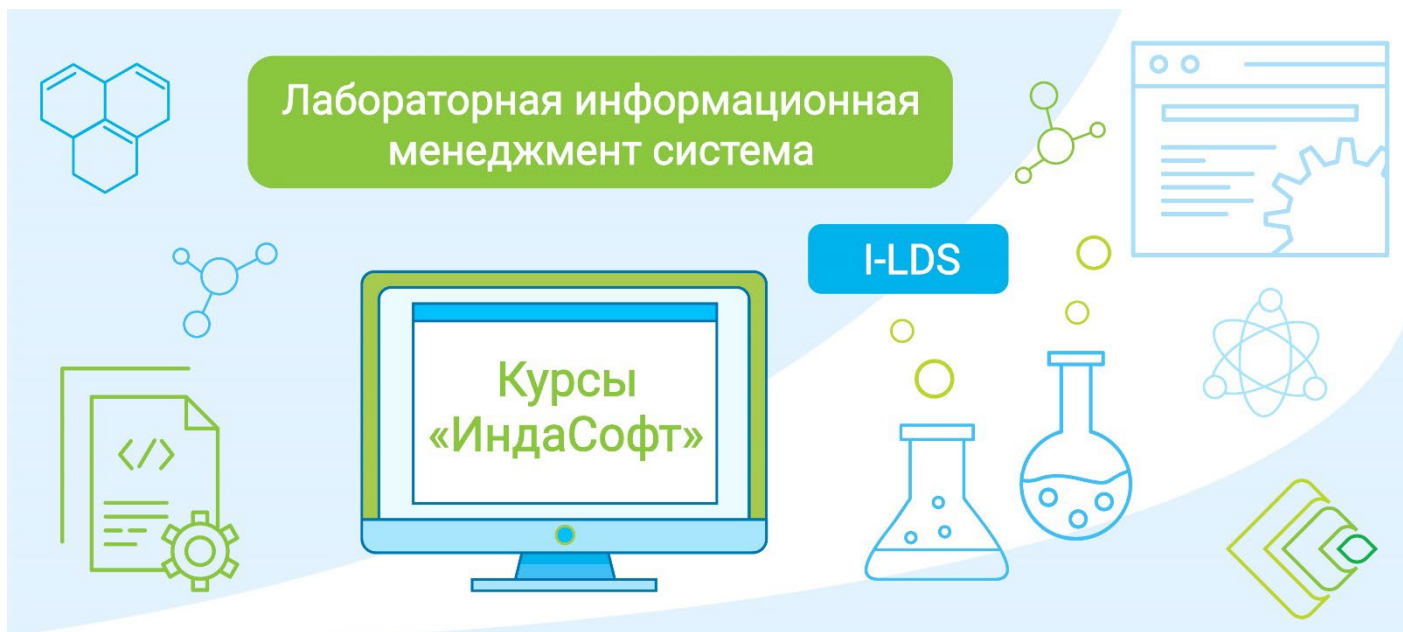 Лабораторная информационная
менеджмент система
I-LDS
Курсы
«ИндаСофт»
</>